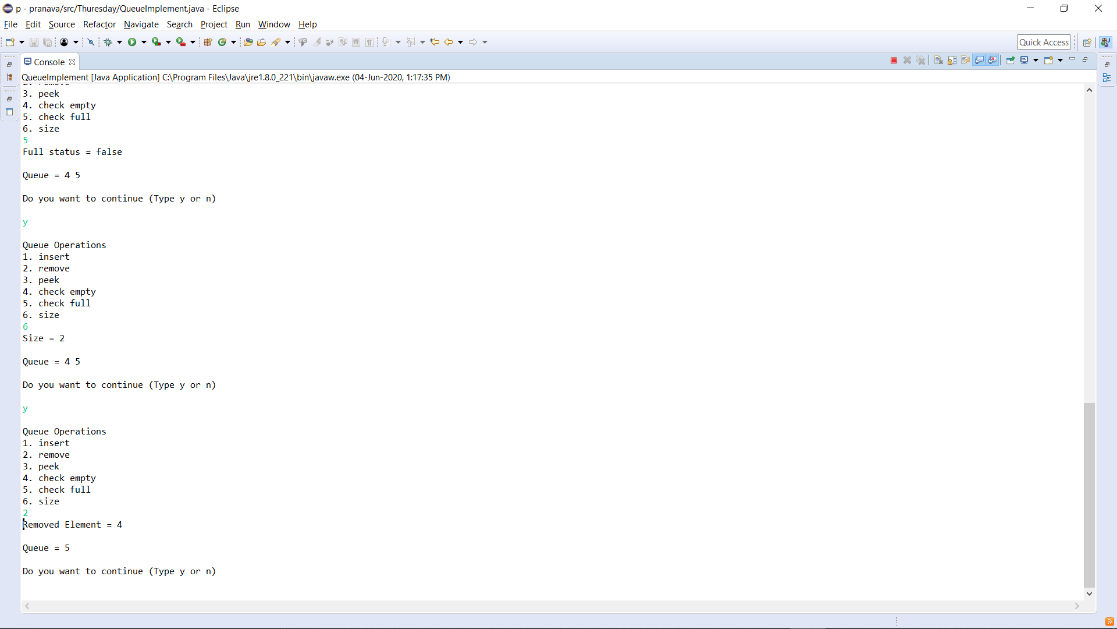 p - pranava/src/Thuresday/QueueImplement.java - Eclipse
File Edit Source Refactor Navigate Search Project Run Window Help
Quick Access
Console
QueueImplement [Java Application] C:\Program Files\Java\jre1.8.0_221\bin\javaw.exe (04-Jun-2020, 1:17:35 PM)
3. peek
4. check empty
5. check full
6. size
5
Full status = false
Queue = 4 5
Do you want to continue (Type y or n)
y
Queue Operations
1. insert
2. remove
3. peek
4. check empty
5. check full
6. size
6
Size = 2
Queue = 4 5
Do you want to continue (Type y or n)
y
Queue Operations
1. insert
2. remove
3. peek
4. check empty
5. check full
6. size
2
Removed Element = 4
Queue = 5
Do you want to continue (Type y or n)